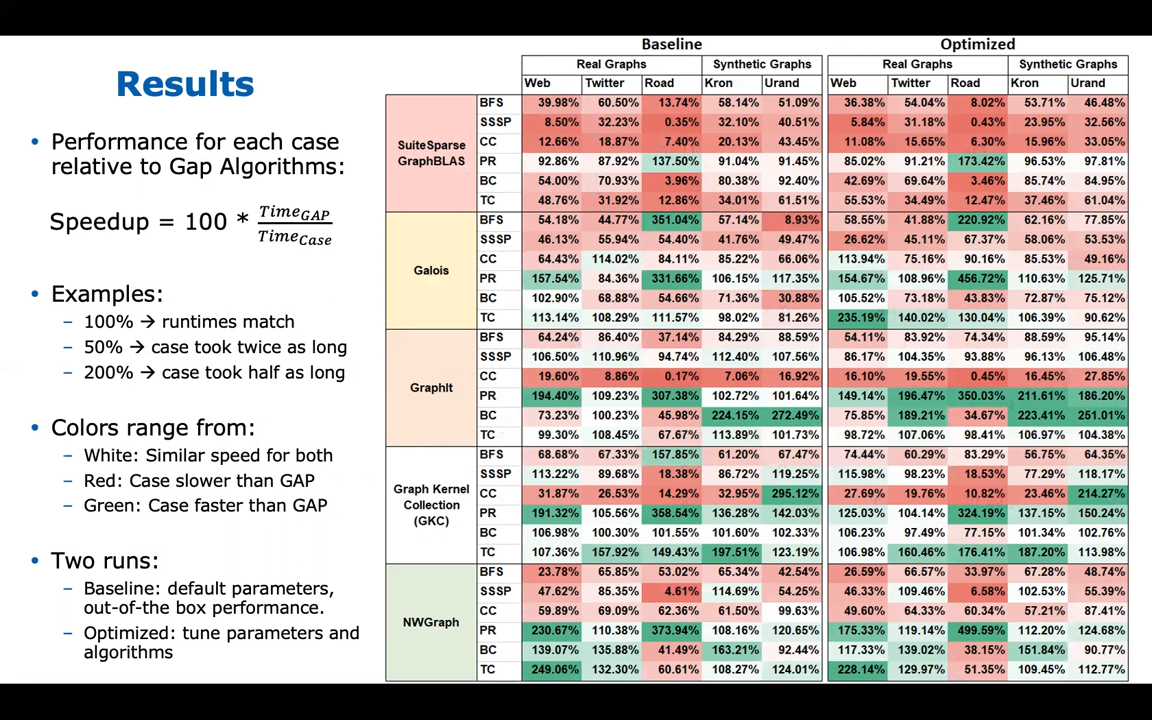 Results
• Performance for each case
relative to Gap Algorithms:
Speedup = 100 * Time_GAP / Time_Case
• Examples:
– 100% → runtimes match
– 50% → case took twice as long
– 200% → case took half as long
• Colors range from:
– White: Similar speed for both
– Red: Case slower than GAP
– Green: Case faster than GAP
• Two runs:
– Baseline: default parameters,
out-of-the box performance.
– Optimized: tune parameters and
algorithms
Baseline Optimized
Real Graphs Synthetic Graphs Real Graphs Synthetic Graphs
Web Twitter Road Kron Urand Web Twitter Road Kron Urand
SuiteSparse
GraphBLAS
BFS 39.98% 60.50% 13.74% 58.14% 51.09% 36.38% 54.04% 8.02% 53.71% 46.48%
SSSP 8.50% 32.23% 0.35% 32.10% 40.51% 5.84% 31.18% 0.43% 23.95% 32.56%
CC 12.66% 18.87% 7.40% 20.13% 43.45% 11.08% 15.65% 6.30% 15.96% 33.05%
PR 92.86% 87.92% 137.50% 91.04% 91.45% 85.02% 91.21% 173.42% 96.53% 97.81%
BC 54.00% 70.93% 3.96% 80.38% 92.40% 42.69% 69.64% 3.46% 85.74% 84.95%
TC 48.76% 31.92% 12.86% 34.01% 61.51% 55.53% 34.49% 12.47% 37.46% 61.04%
Galois
BFS 54.18% 44.77% 351.04% 57.14% 8.93% 58.55% 41.88% 220.92% 62.16% 77.85%
SSSP 46.13% 55.94% 54.40% 41.76% 49.47% 26.62% 45.11% 67.37% 58.06% 53.53%
CC 64.43% 114.02% 84.11% 85.22% 66.06% 113.94% 75.16% 90.16% 85.53% 49.16%
PR 157.54% 84.36% 331.66% 106.15% 117.35% 154.67% 108.96% 456.72% 110.63% 125.71%
BC 102.90% 68.88% 54.66% 71.36% 30.88% 105.52% 73.18% 43.83% 72.87% 75.12%
TC 113.14% 108.29% 111.57% 98.02% 81.26% 235.19% 140.02% 130.04% 106.39% 90.62%
GraphIt
BFS 64.24% 86.40% 37.14% 84.29% 88.59% 54.11% 83.92% 74.34% 88.59% 95.14%
SSSP 106.50% 110.96% 94.74% 112.40% 107.56% 86.17% 104.35% 93.88% 96.13% 106.48%
CC 19.60% 8.86% 0.17% 7.06% 16.92% 16.10% 19.55% 0.45% 16.45% 27.85%
PR 194.40% 109.23% 307.38% 102.72% 101.64% 149.14% 196.47% 350.03% 211.61% 186.20%
BC 73.23% 100.23% 45.98% 224.15% 272.49% 75.85% 189.21% 34.67% 223.41% 251.01%
TC 99.30% 108.45% 67.67% 113.89% 101.73% 98.72% 107.06% 98.41% 106.97% 104.38%
Graph Kernel
Collection
(GKC)
BFS 68.68% 67.33% 157.85% 61.20% 67.47% 74.44% 60.29% 83.29% 56.75% 64.35%
SSSP 113.22% 89.68% 18.38% 86.72% 119.25% 115.98% 98.23% 18.53% 77.29% 118.17%
CC 31.87% 26.53% 14.29% 32.95% 295.12% 27.69% 19.76% 10.82% 23.46% 214.27%
PR 191.32% 105.56% 358.54% 136.28% 142.03% 125.03% 104.14% 324.19% 137.15% 150.24%
BC 106.98% 100.30% 101.55% 101.60% 102.33% 106.23% 97.49% 77.15% 101.34% 102.76%
TC 107.36% 157.92% 149.43% 197.51% 123.19% 106.98% 160.46% 176.41% 187.20% 113.98%
NWGraph
BFS 23.78% 65.85% 53.02% 65.34% 42.54% 26.59% 66.57% 33.97% 67.28% 48.74%
SSSP 47.62% 85.35% 4.61% 114.69% 54.25% 46.33% 109.46% 6.58% 102.53% 55.39%
CC 59.89% 69.09% 62.36% 61.50% 99.63% 49.60% 64.33% 60.34% 57.21% 87.41%
PR 230.67% 110.38% 373.94% 108.16% 120.65% 175.33% 119.14% 499.59% 112.20% 124.68%
BC 139.07% 135.88% 41.49% 163.21% 92.44% 117.33% 139.02% 38.15% 151.84% 90.77%
TC 249.06% 132.30% 60.61% 108.27% 124.01% 228.14% 129.97% 51.35% 109.45% 112.77%